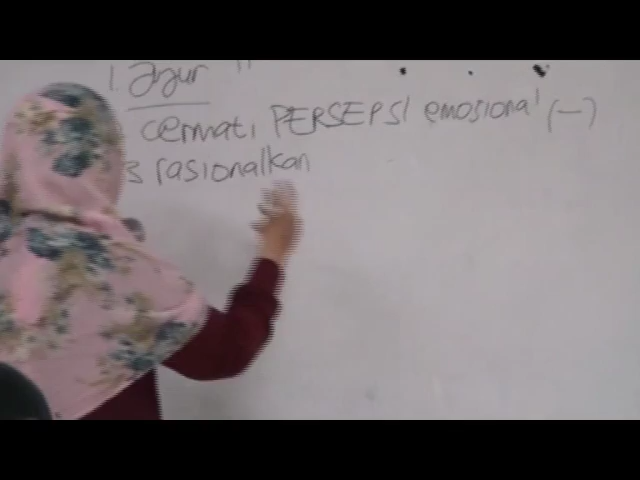 1. Jujur "
cermati PERSEPSI emosional (-)
3 rasionalkan